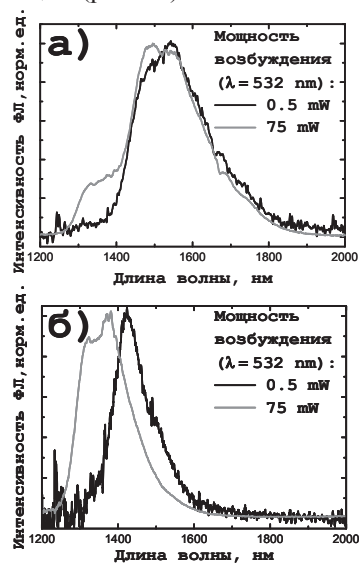 а)
Мощность
возбуждения
(λ=532 nm):
0.5 mW
75 mW
Интенсивность ФЛ,норм.ед.
1200 1400 1600 1800 2000
Длина волны, нм
б)
Мощность
возбуждения
(λ=532 nm):
0.5 mW
75 mW
Интенсивность ФЛ,норм.ед.
1200 1400 1600 1800 2000
Длина волны, нм